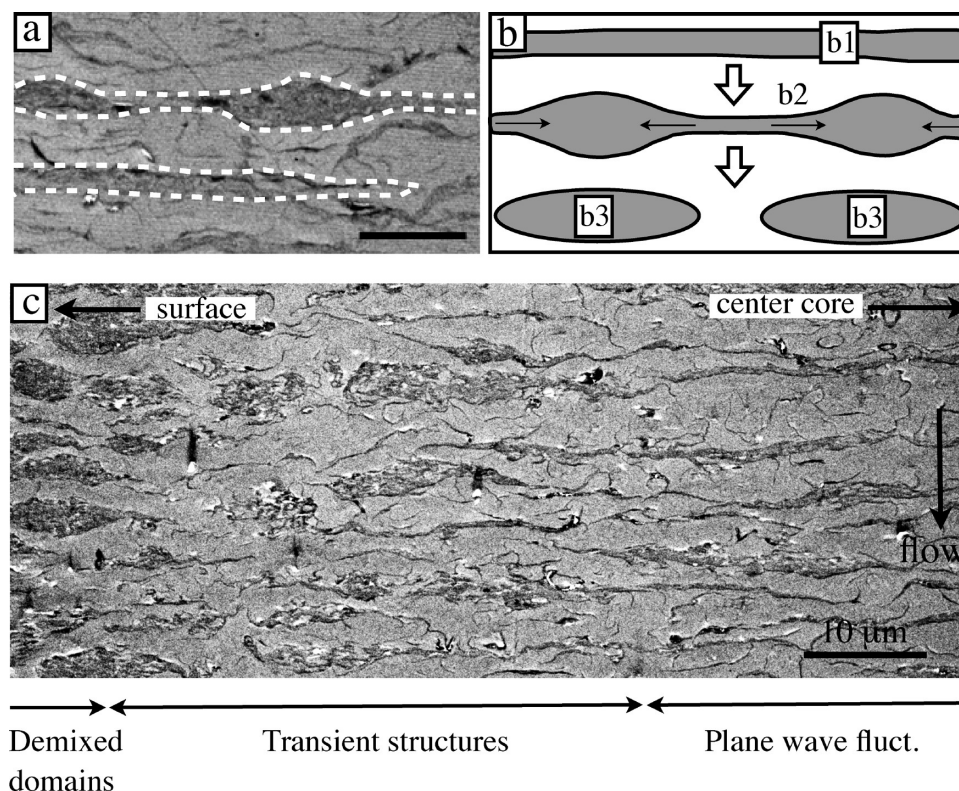 a
b
b1
b2
b3
b3
c
surface
center core
flow
10 µm
Demixed
domains
Transient structures
Plane wave fluct.